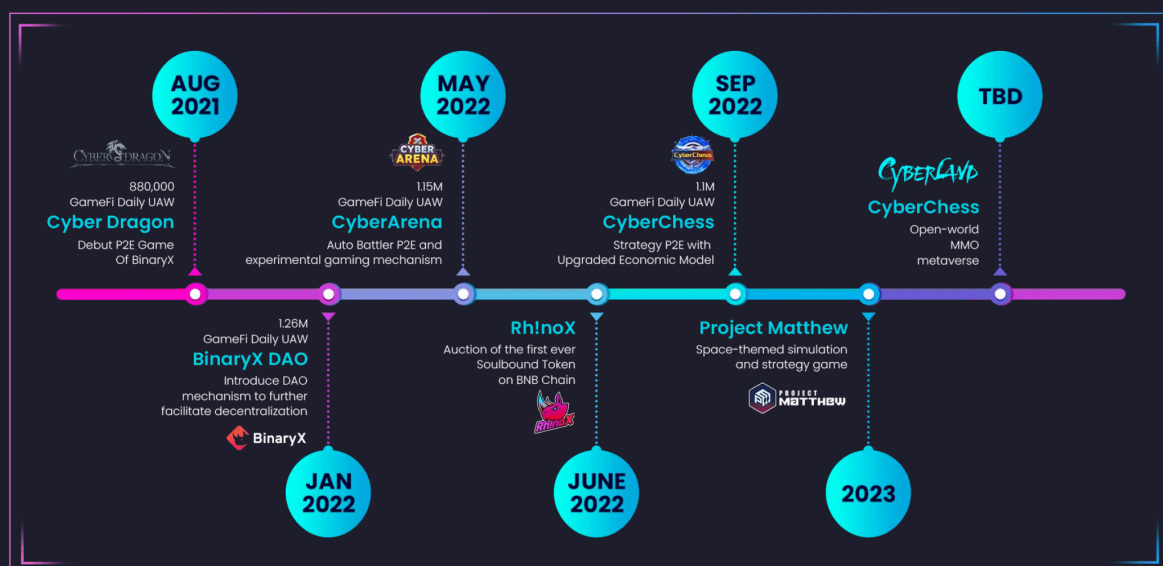 AUG
2021
CYBER DRAGON
880,000
GameFi Daily UAW
Cyber Dragon
Debut P2E Game
Of BinaryX
1.26M
GameFi Daily UAW
BinaryX DAO
Introduce DAO
mechanism to further
facilitate decentralization
BinaryX
JAN
2022
MAY
2022
CYBER
ARENA
1.15M
GameFi Daily UAW
CyberArena
Auto Battler P2E and
experimental gaming mechanism
Rh!noX
Auction of the first ever
Soulbound Token
on BNB Chain
Rh!noX
JUNE
2022
SEP
2022
CyberChess
1.1M
GameFi Daily UAW
CyberChess
Strategy P2E with
Upgraded Economic Model
Project Matthew
Space-themed simulation
and strategy game
PROJECT
MATTHEW
2023
TBD
CYBERLAND
CyberChess
Open-world
MMO
metaverse